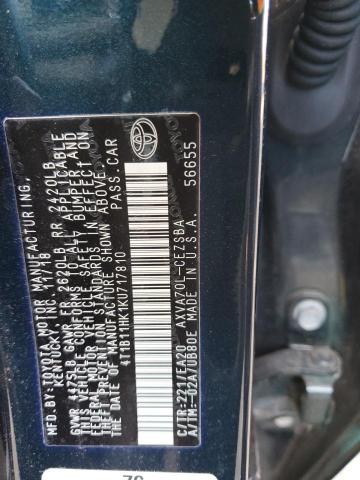 MFD.BY:TOYOTA MOTOR MANUFACTURING,
KENTUCKY, INC. 11/18
GVWR 4435LB GAWR FR 2620LB RR 2420LB
THIS VEHICLE CONFORMS TO ALL APPLICABLE
FEDERAL MOTOR VEHICLE SAFETY, BUMPER, AND
THEFT PREVENTION STANDARDS IN EFFECT ON
THE DATE OF MANUFACTURE SHOWN ABOVE.
4T1B11HK1KU717810 PASS.CAR
C/TR:221/EA20 AXVA70L-CEZSBA
A/TM:-02A/UB80E MADE IN U.S.A.
56655